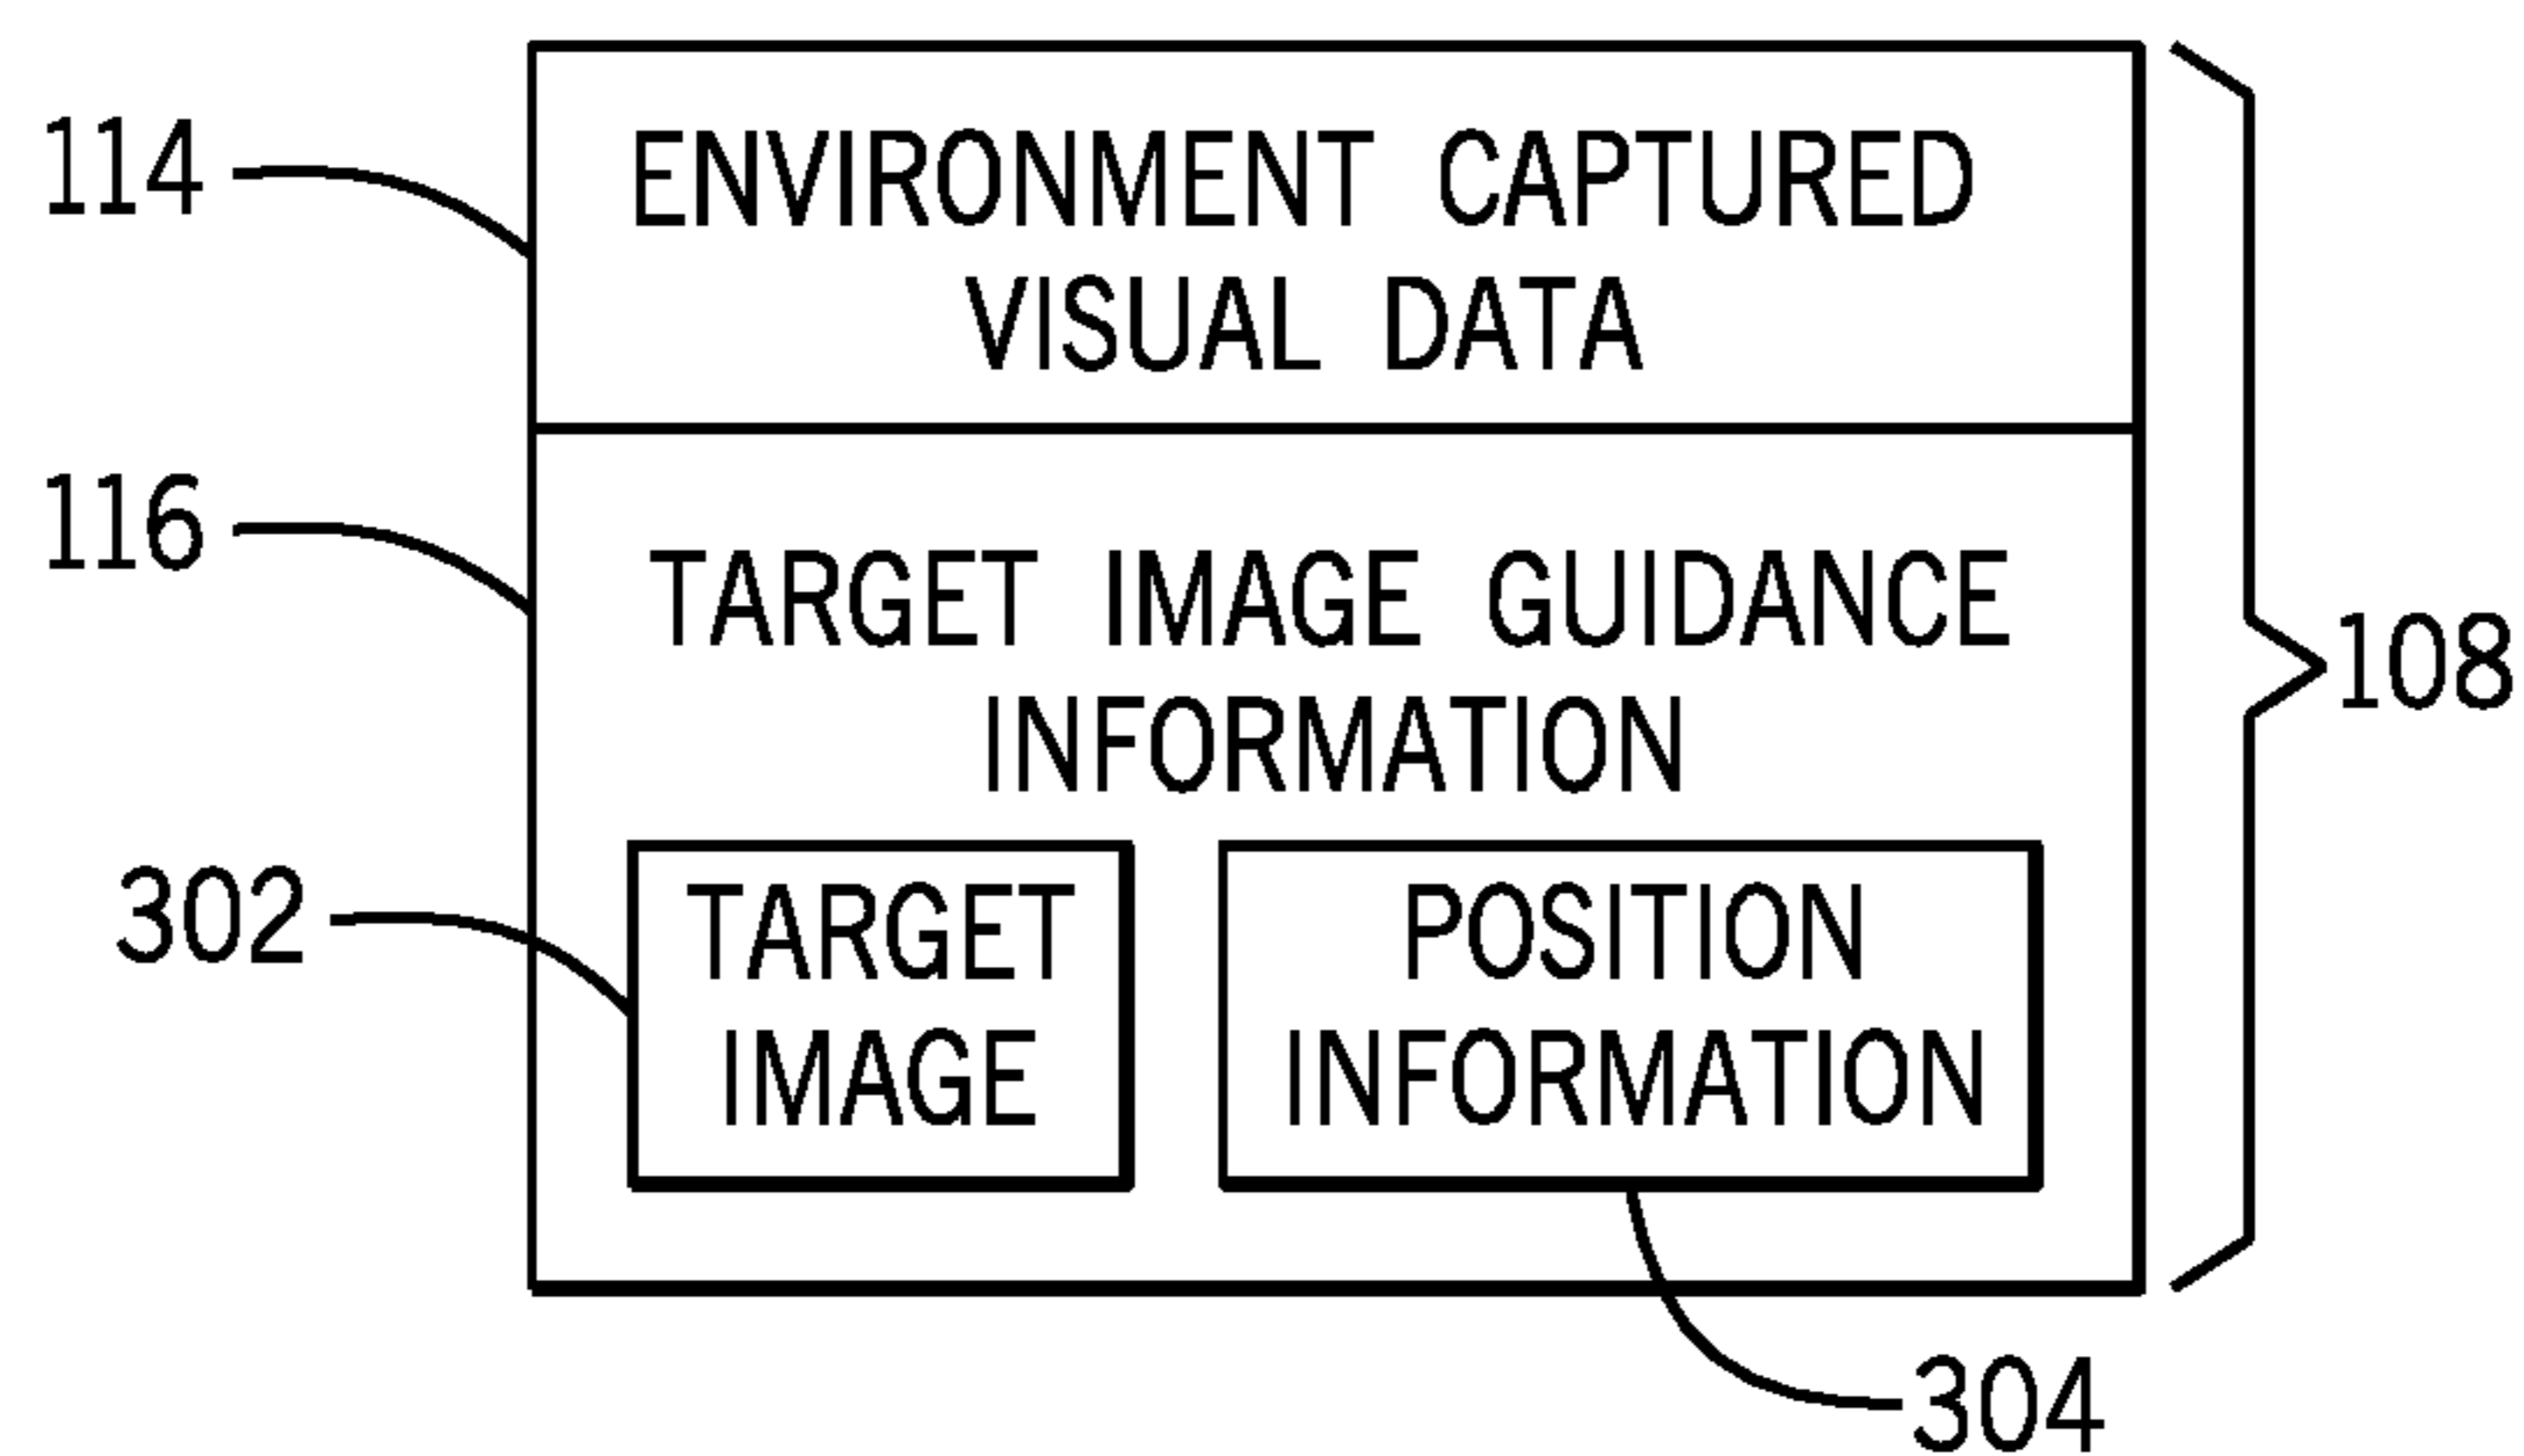 114
ENVIRONMENT CAPTURED
VISUAL DATA
116
TARGET IMAGE GUIDANCE
INFORMATION
108
302
TARGET
IMAGE
POSITION
INFORMATION
304